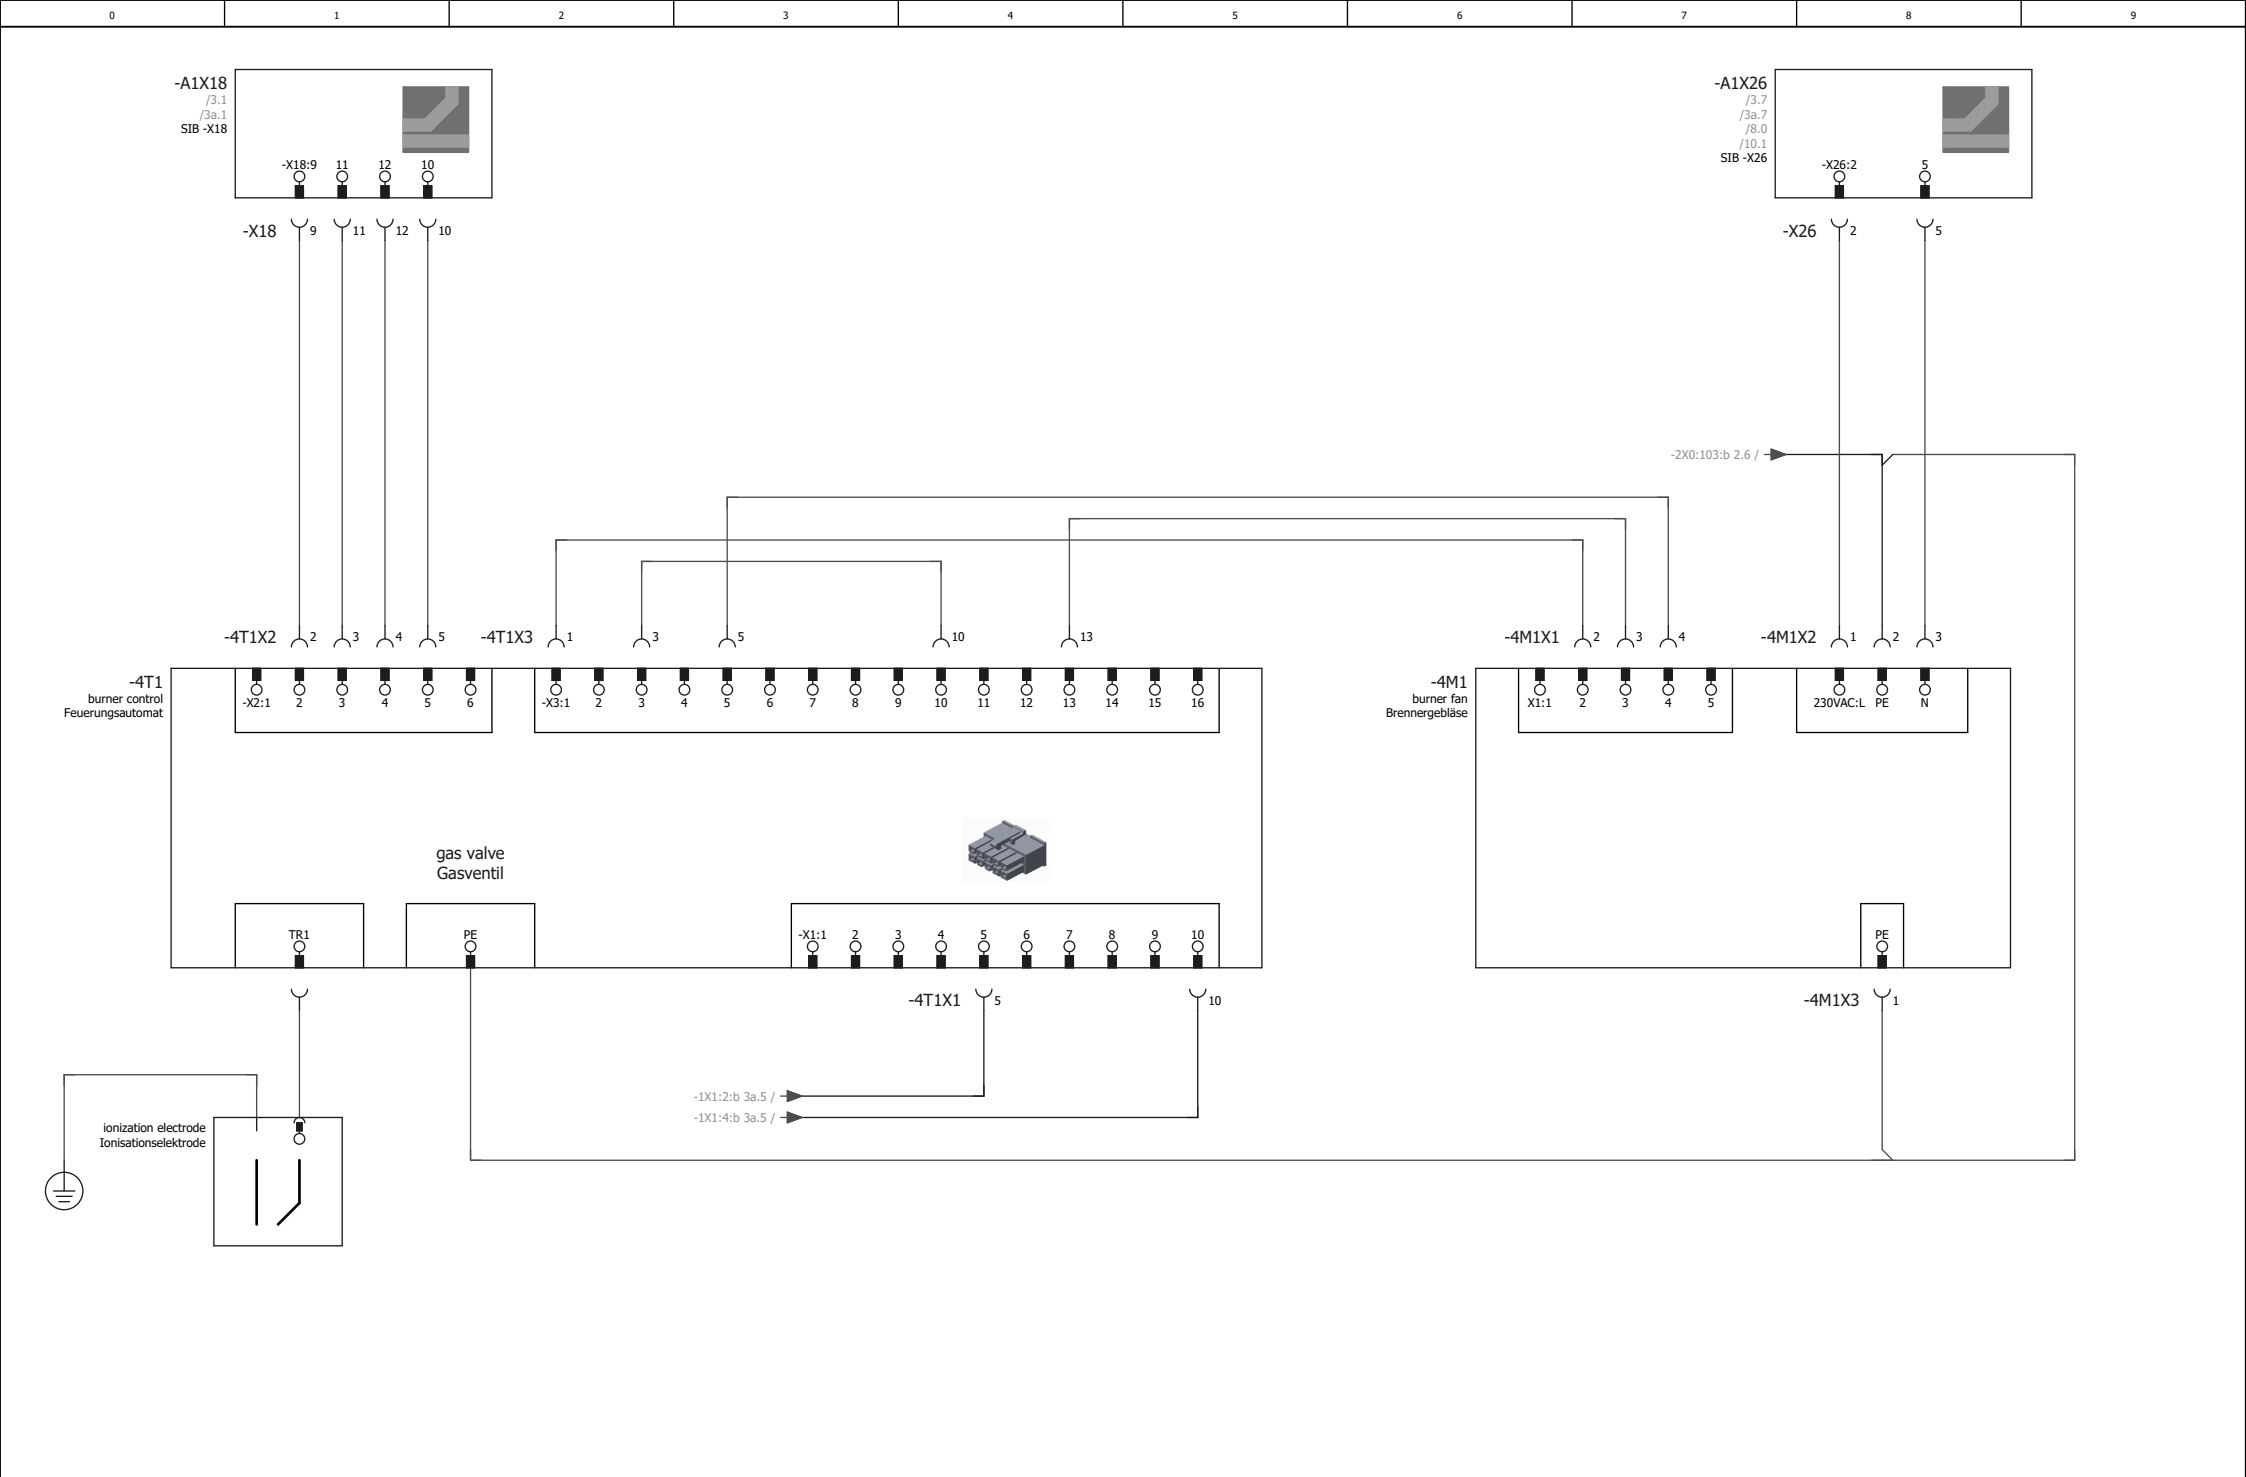 0 1 2 3 4 5 6 7 8 9
-A1X18
/3.1
/3a.1
SIB -X18
-X18:9 11 12 10
-X18 9 11 12 10
-A1X26
/3.7
/3a.7
/8.0
/10.1
SIB -X26
-X26:2 5
-X26 2 5
-2X0:103:b 2.6 /
-4T1X2 2 3 4 5
-4T1X3 1 3 5 10 13
-4M1X1 2 3 4
-4M1X2 1 2 3
-4T1
burner control
Feuerungsautomat
-X2:1 2 3 4 5 6
-X3:1 2 3 4 5 6 7 8 9 10 11 12 13 14 15 16
-4M1
burner fan
Brennergebläse
X1:1 2 3 4 5
230VAC:L PE N
gas valve
Gasventil
TR1
PE
-X1:1 2 3 4 5 6 7 8 9 10
PE
-4T1X1 5 10
-4M1X3 1
-1X1:2:b 3a.5 /
-1X1:4:b 3a.5 /
ionization electrode
Ionisationselektrode